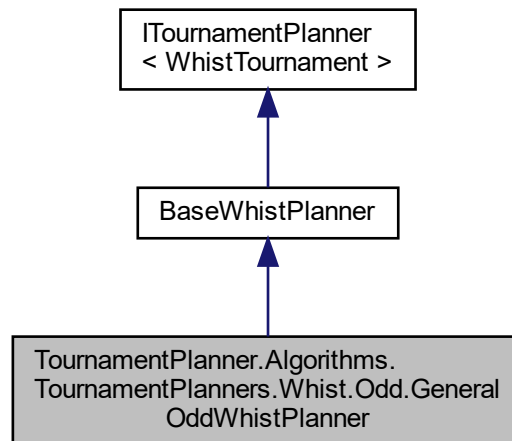 ITournamentPlanner
< WhistTournament >
BaseWhistPlanner
TournamentPlanner.Algorithms.
TournamentPlanners.Whist.Odd.General
OddWhistPlanner